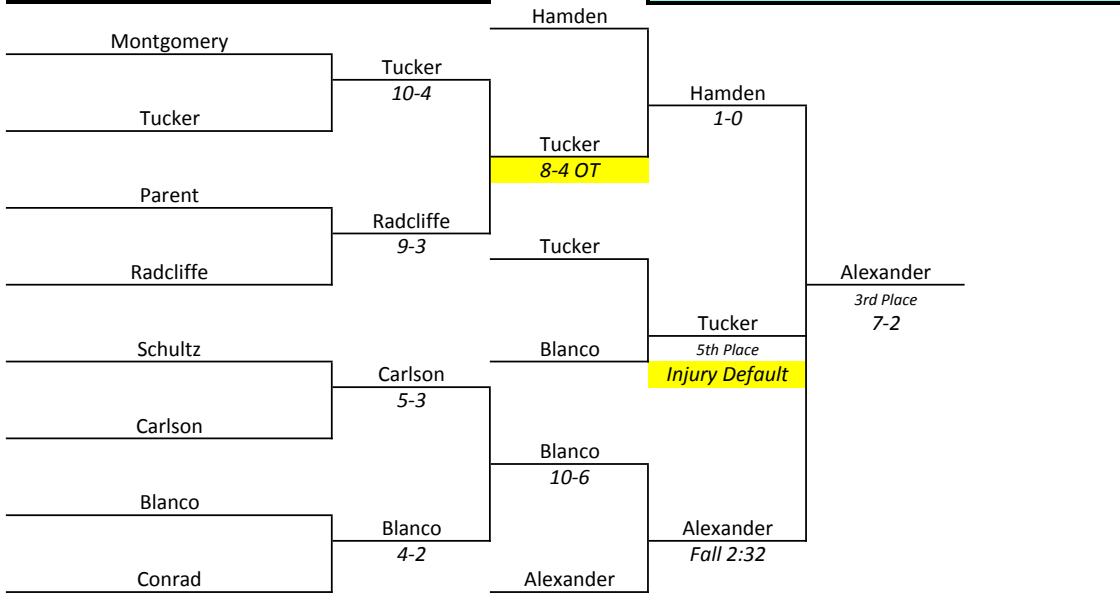 Hamden
Montgomery
Tucker
10-4
Hamden
1-0
Tucker
Tucker
8-4 OT
Parent
Radcliffe
9-3
Tucker
Radcliffe
Alexander
3rd Place
7-2
Tucker
5th Place
Injury Default
Schultz
Blanco
Carlson
5-3
Carlson
Blanco
10-6
Blanco
Blanco
4-2
Alexander
Fall 2:32
Conrad
Alexander